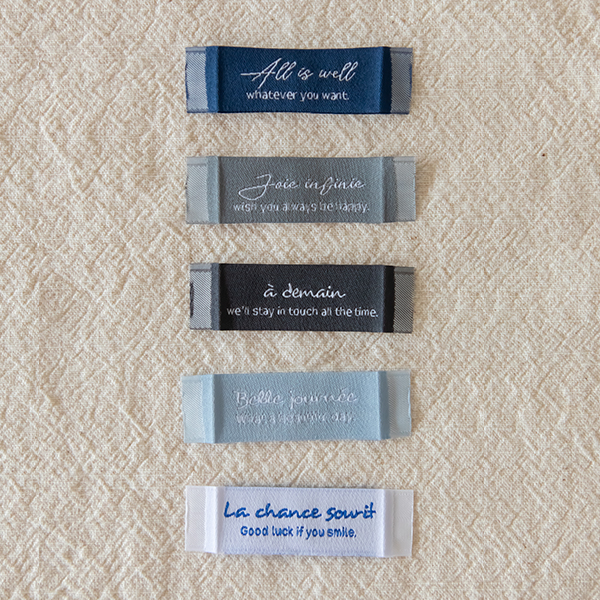 All is well
whatever you want.
Joie infinie
wish you always be happy.
à demain
we'll stay in touch all the time.
Belle journée
day.
La chance sourit
Good luck if you smile.